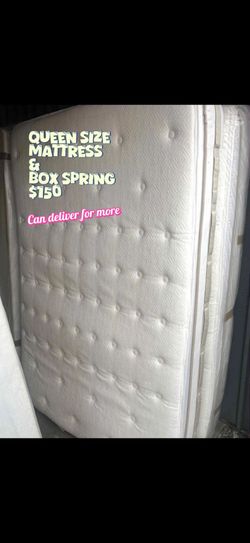 QUEEN SIZE
MATTRESS
&
BOX SPRING
$150
Can deliver for more